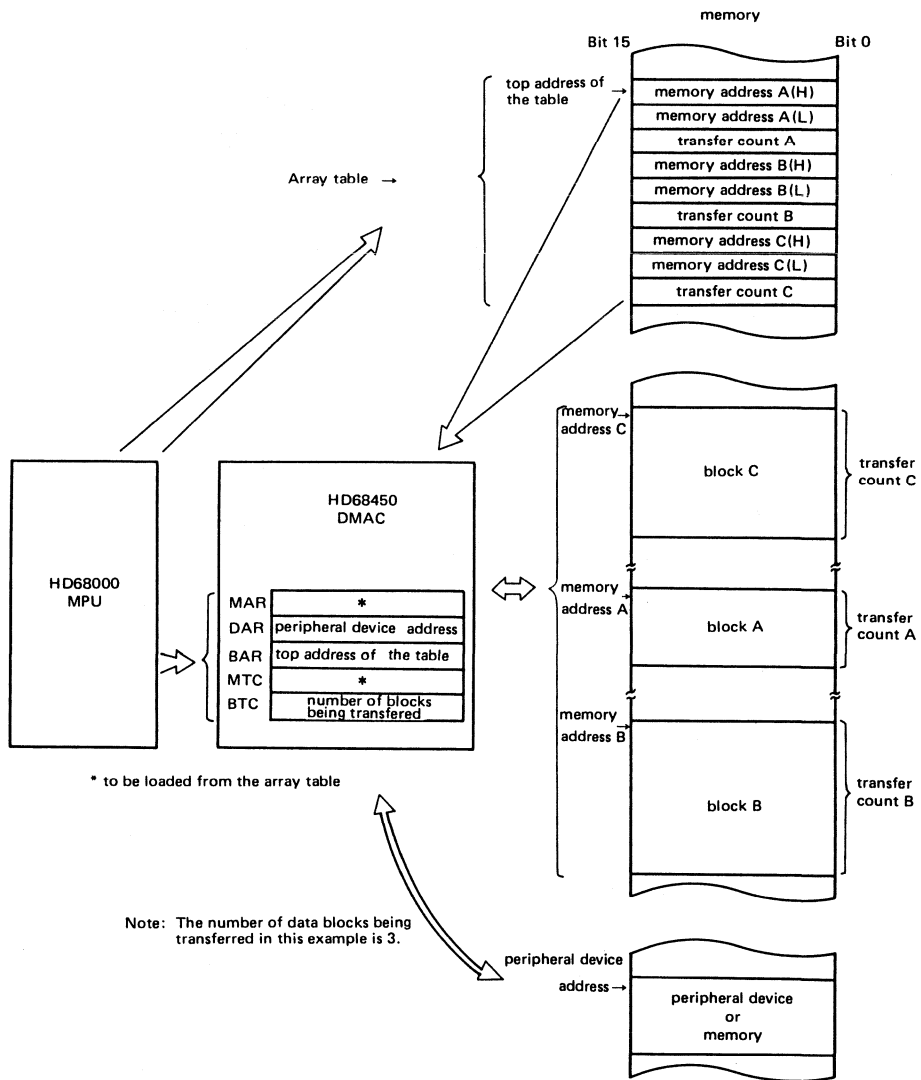 memory
Bit 15
Bit 0
top address of
the table →
memory address A(H)
memory address A(L)
transfer count A
memory address B(H)
memory address B(L)
transfer count B
memory address C(H)
memory address C(L)
transfer count C
Array table →
memory
address C
block C
transfer
count C
memory
address A
block A
transfer
count A
memory
address B
block B
transfer
count B
HD68000
MPU
HD68450
DMAC
MAR *
DAR peripheral device address
BAR top address of the table
MTC *
BTC number of blocks
being transfered
* to be loaded from the array table
Note: The number of data blocks being
transferred in this example is 3.
peripheral device
address →
peripheral device
or
memory